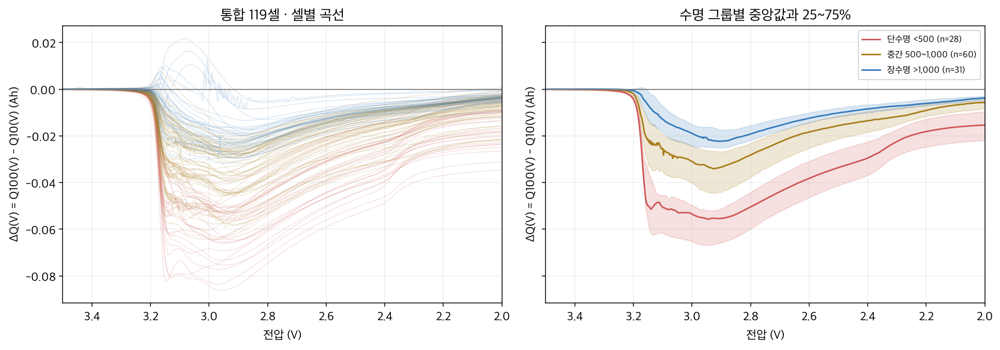 통합 119셀 · 셀별 곡선
ΔQ(V) = Q100(V) − Q10(V) (Ah)
0.02
0.00
−0.02
−0.04
−0.06
−0.08
3.4 3.2 3.0 2.8 2.6 2.4 2.2 2.0
전압 (V)
수명 그룹별 중앙값과 25~75%
ΔQ(V) = Q100(V) − Q10(V) (Ah)
단수명 <500 (n=28)
중간 500~1,000 (n=60)
장수명 >1,000 (n=31)
3.4 3.2 3.0 2.8 2.6 2.4 2.2 2.0
전압 (V)